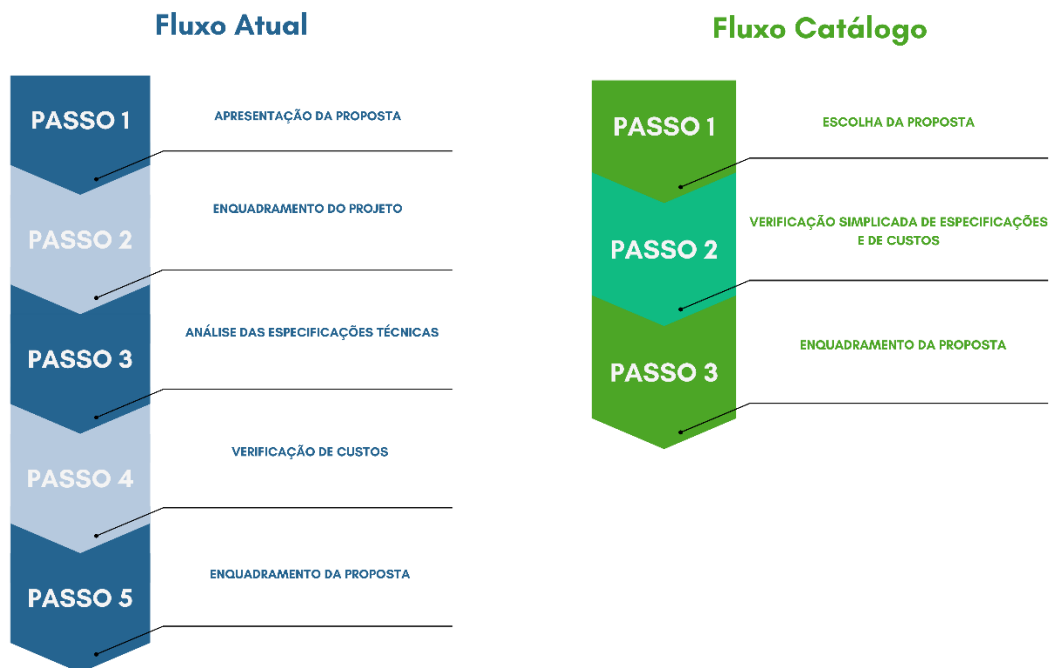 Fluxo Atual
PASSO 1
APRESENTAÇÃO DA PROPOSTA
PASSO 2
ENQUADRAMENTO DO PROJETO
PASSO 3
ANÁLISE DAS ESPECIFICAÇÕES TÉCNICAS
PASSO 4
VERIFICAÇÃO DE CUSTOS
PASSO 5
ENQUADRAMENTO DA PROPOSTA
Fluxo Catálogo
PASSO 1
ESCOLHA DA PROPOSTA
PASSO 2
VERIFICAÇÃO SIMPLICADA DE ESPECIFICAÇÕES
E DE CUSTOS
PASSO 3
ENQUADRAMENTO DA PROPOSTA